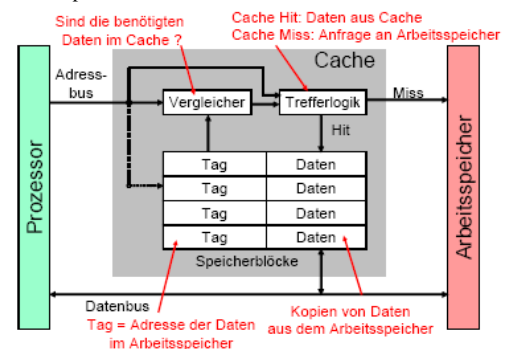 Sind die benötigten
Daten im Cache ?
Cache Hit: Daten aus Cache
Cache Miss: Anfrage an Arbeitsspeicher
Cache
Adress-
bus
Vergleicher
Trefferlogik
Miss
Hit
Tag
Daten
Tag
Daten
Tag
Daten
Tag
Daten
Speicherblöcke
Prozessor
Arbeitsspeicher
Datenbus
Tag = Adresse der Daten
im Arbeitsspeicher
Kopien von Daten
aus dem Arbeitsspeicher